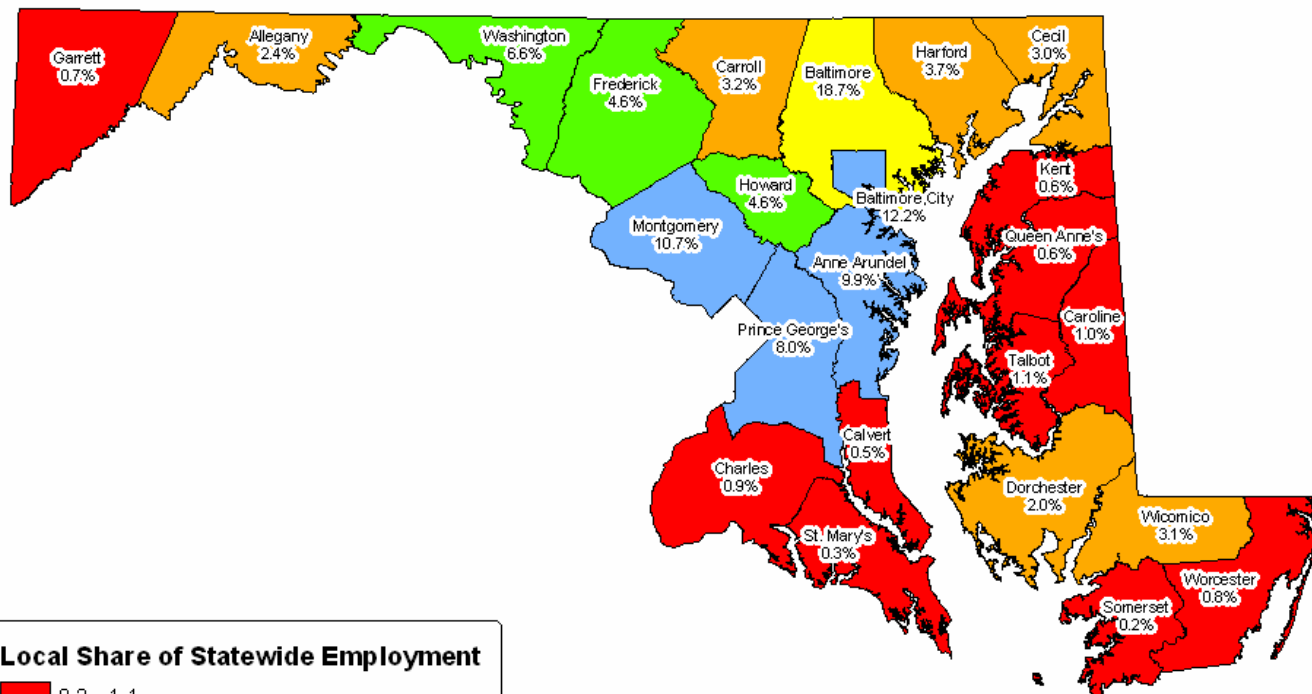 Garrett
0.7%
Allegany
2.4%
Washington
6.6%
Frederick
4.6%
Carroll
3.2%
Baltimore
18.7%
Harford
3.7%
Cecil
3.0%
Howard
4.6%
Baltimore City
12.2%
Kent
0.6%
Montgomery
10.7%
Anne Arundel
9.9%
Queen Anne's
0.6%
Prince George's
8.0%
Caroline
1.0%
Talbot
1.1%
Calvert
0.5%
Charles
0.9%
Dorchester
2.0%
St. Mary's
0.3%
Wicomico
3.1%
Worcester
0.8%
Somerset
0.2%
Local Share of Statewide Employment